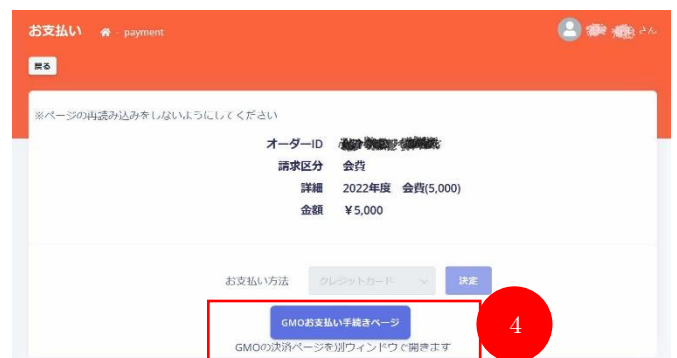 お支払い - payment
さん
戻る
※ページの再読み込みをしないようにしてください
オーダーID
請求区分 会費
詳細 2022年度 会費(5,000)
金額 ¥5,000
お支払い方法 クレジットカード 決定
GMOお支払い手続きページ
4
GMOの決済ページを別ウィンドウで開きます